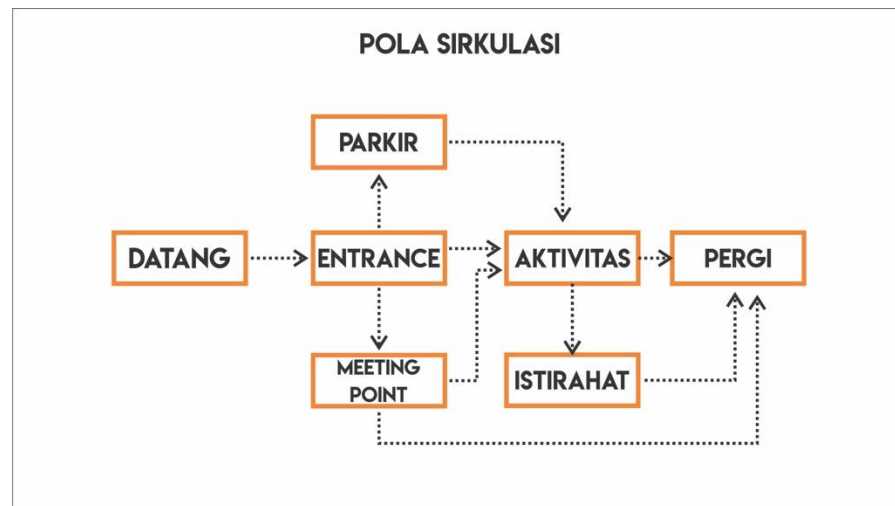 POLA SIRKULASI
PARKIR
DATANG
ENTRANCE
AKTIVITAS
PERGI
MEETING
POINT
ISTIRAHAT